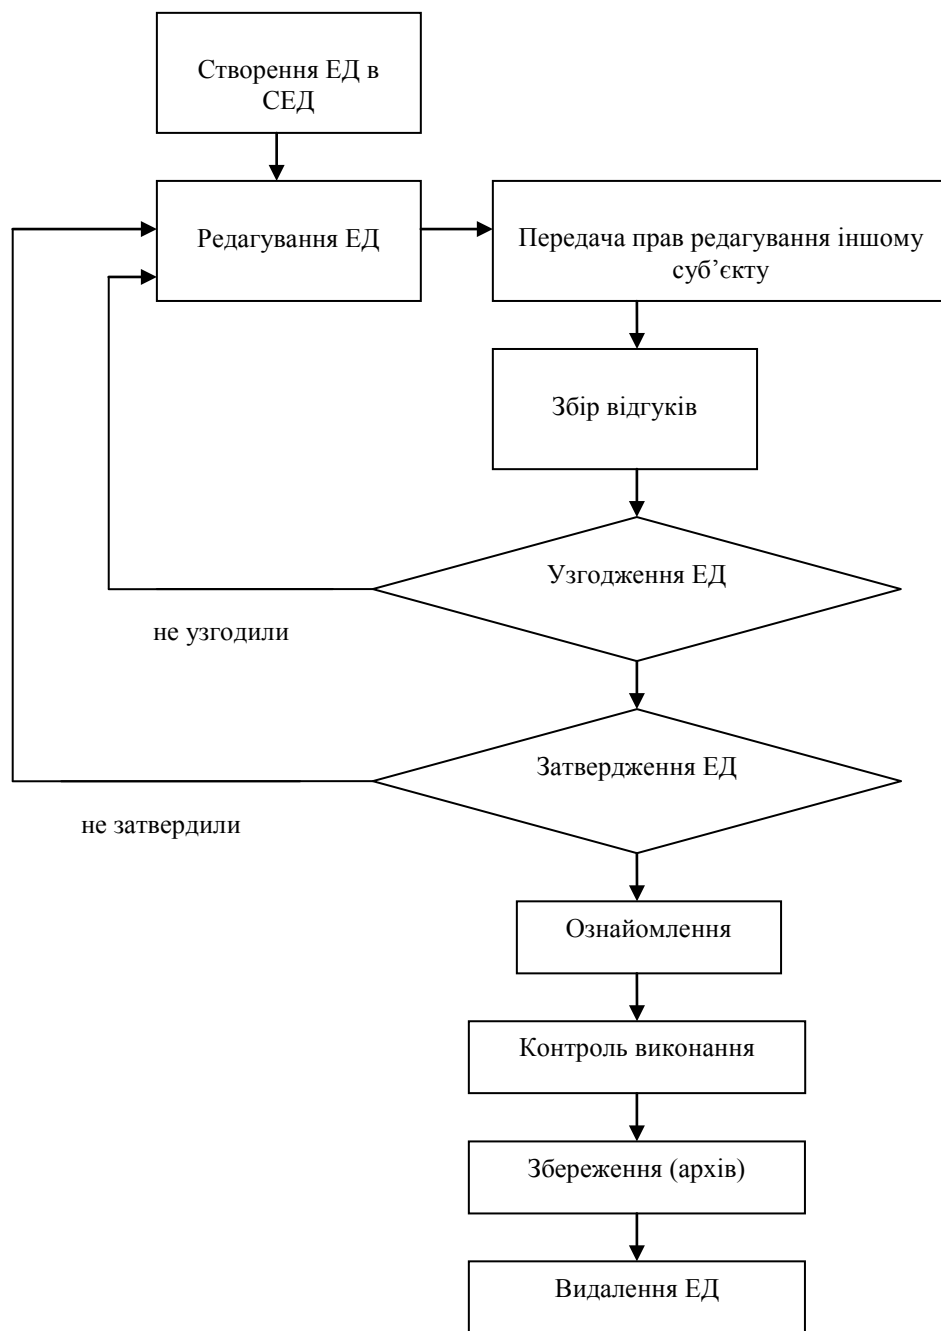 Створення ЕД в
СЕД
Редагування ЕД
Передача прав редагування іншому
суб’єкту
Збір відгуків
Узгодження ЕД
не узгодили
Затвердження ЕД
не затвердили
Ознайомлення
Контроль виконання
Збереження (архів)
Видалення ЕД